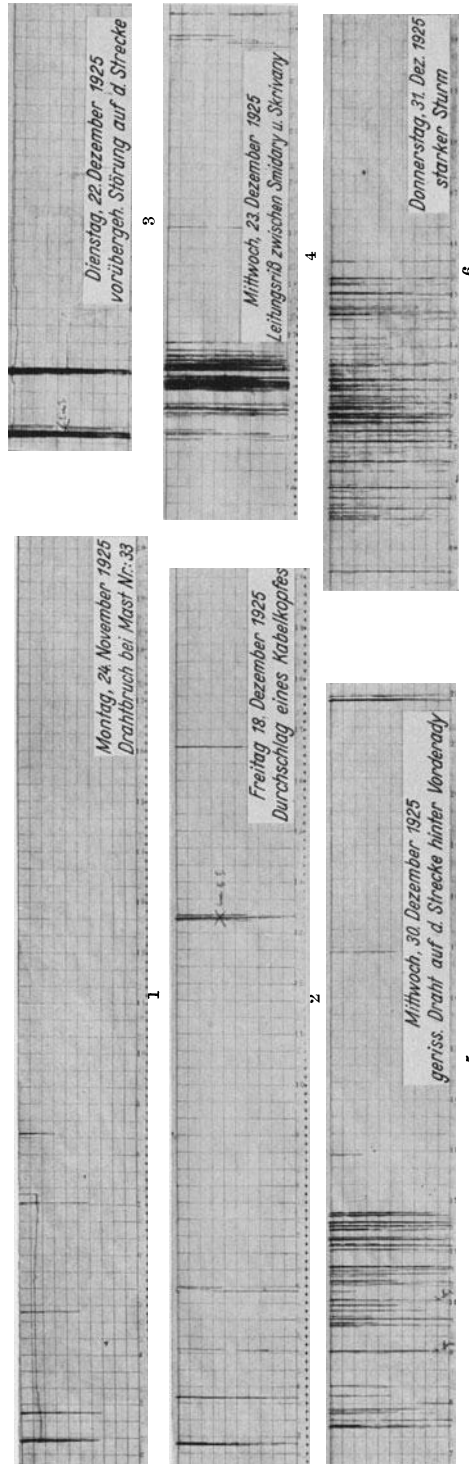 Montag, 24. November 1925
Drahtbruch bei Mast Nr: 33
1
Freitag 18. Dezember 1925
Durchschlag eines Kabelkopfes
2
Dienstag, 22. Dezember 1925
vorübergeh. Störung auf d. Strecke
3
Mittwoch, 23. Dezember 1925
Leitungsriß zwischen Smidary u. Skrivany
4
Mittwoch, 30. Dezember 1925
geriss. Draht auf d. Strecke hinter Vorderady
5
Donnerstag, 31. Dez. 1925
starker Sturm
6